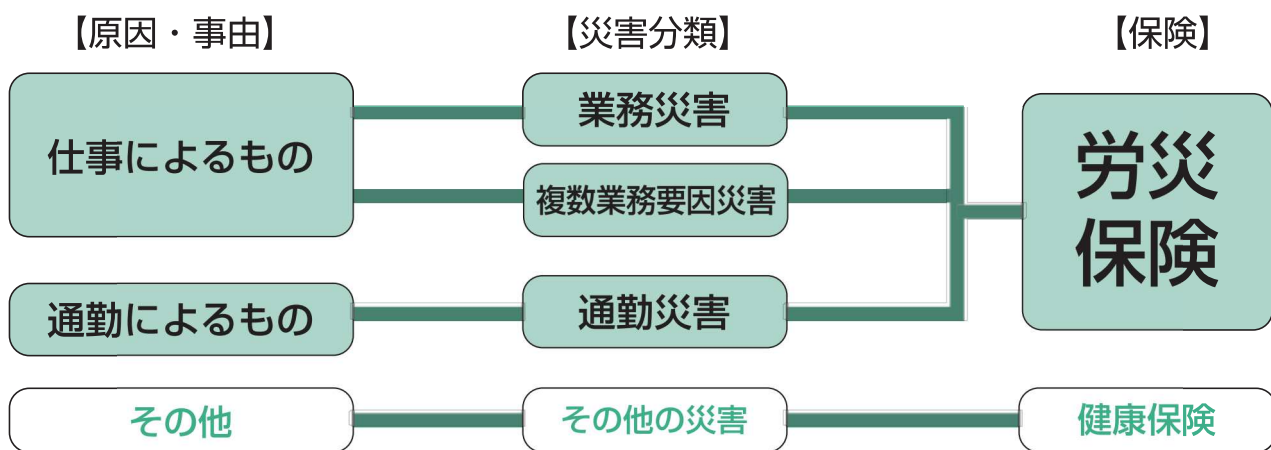 【原因・事由】
【災害分類】
【保険】
仕事によるもの
業務災害
複数業務要因災害
労災
保険
通勤によるもの
通勤災害
その他
その他の災害
健康保険